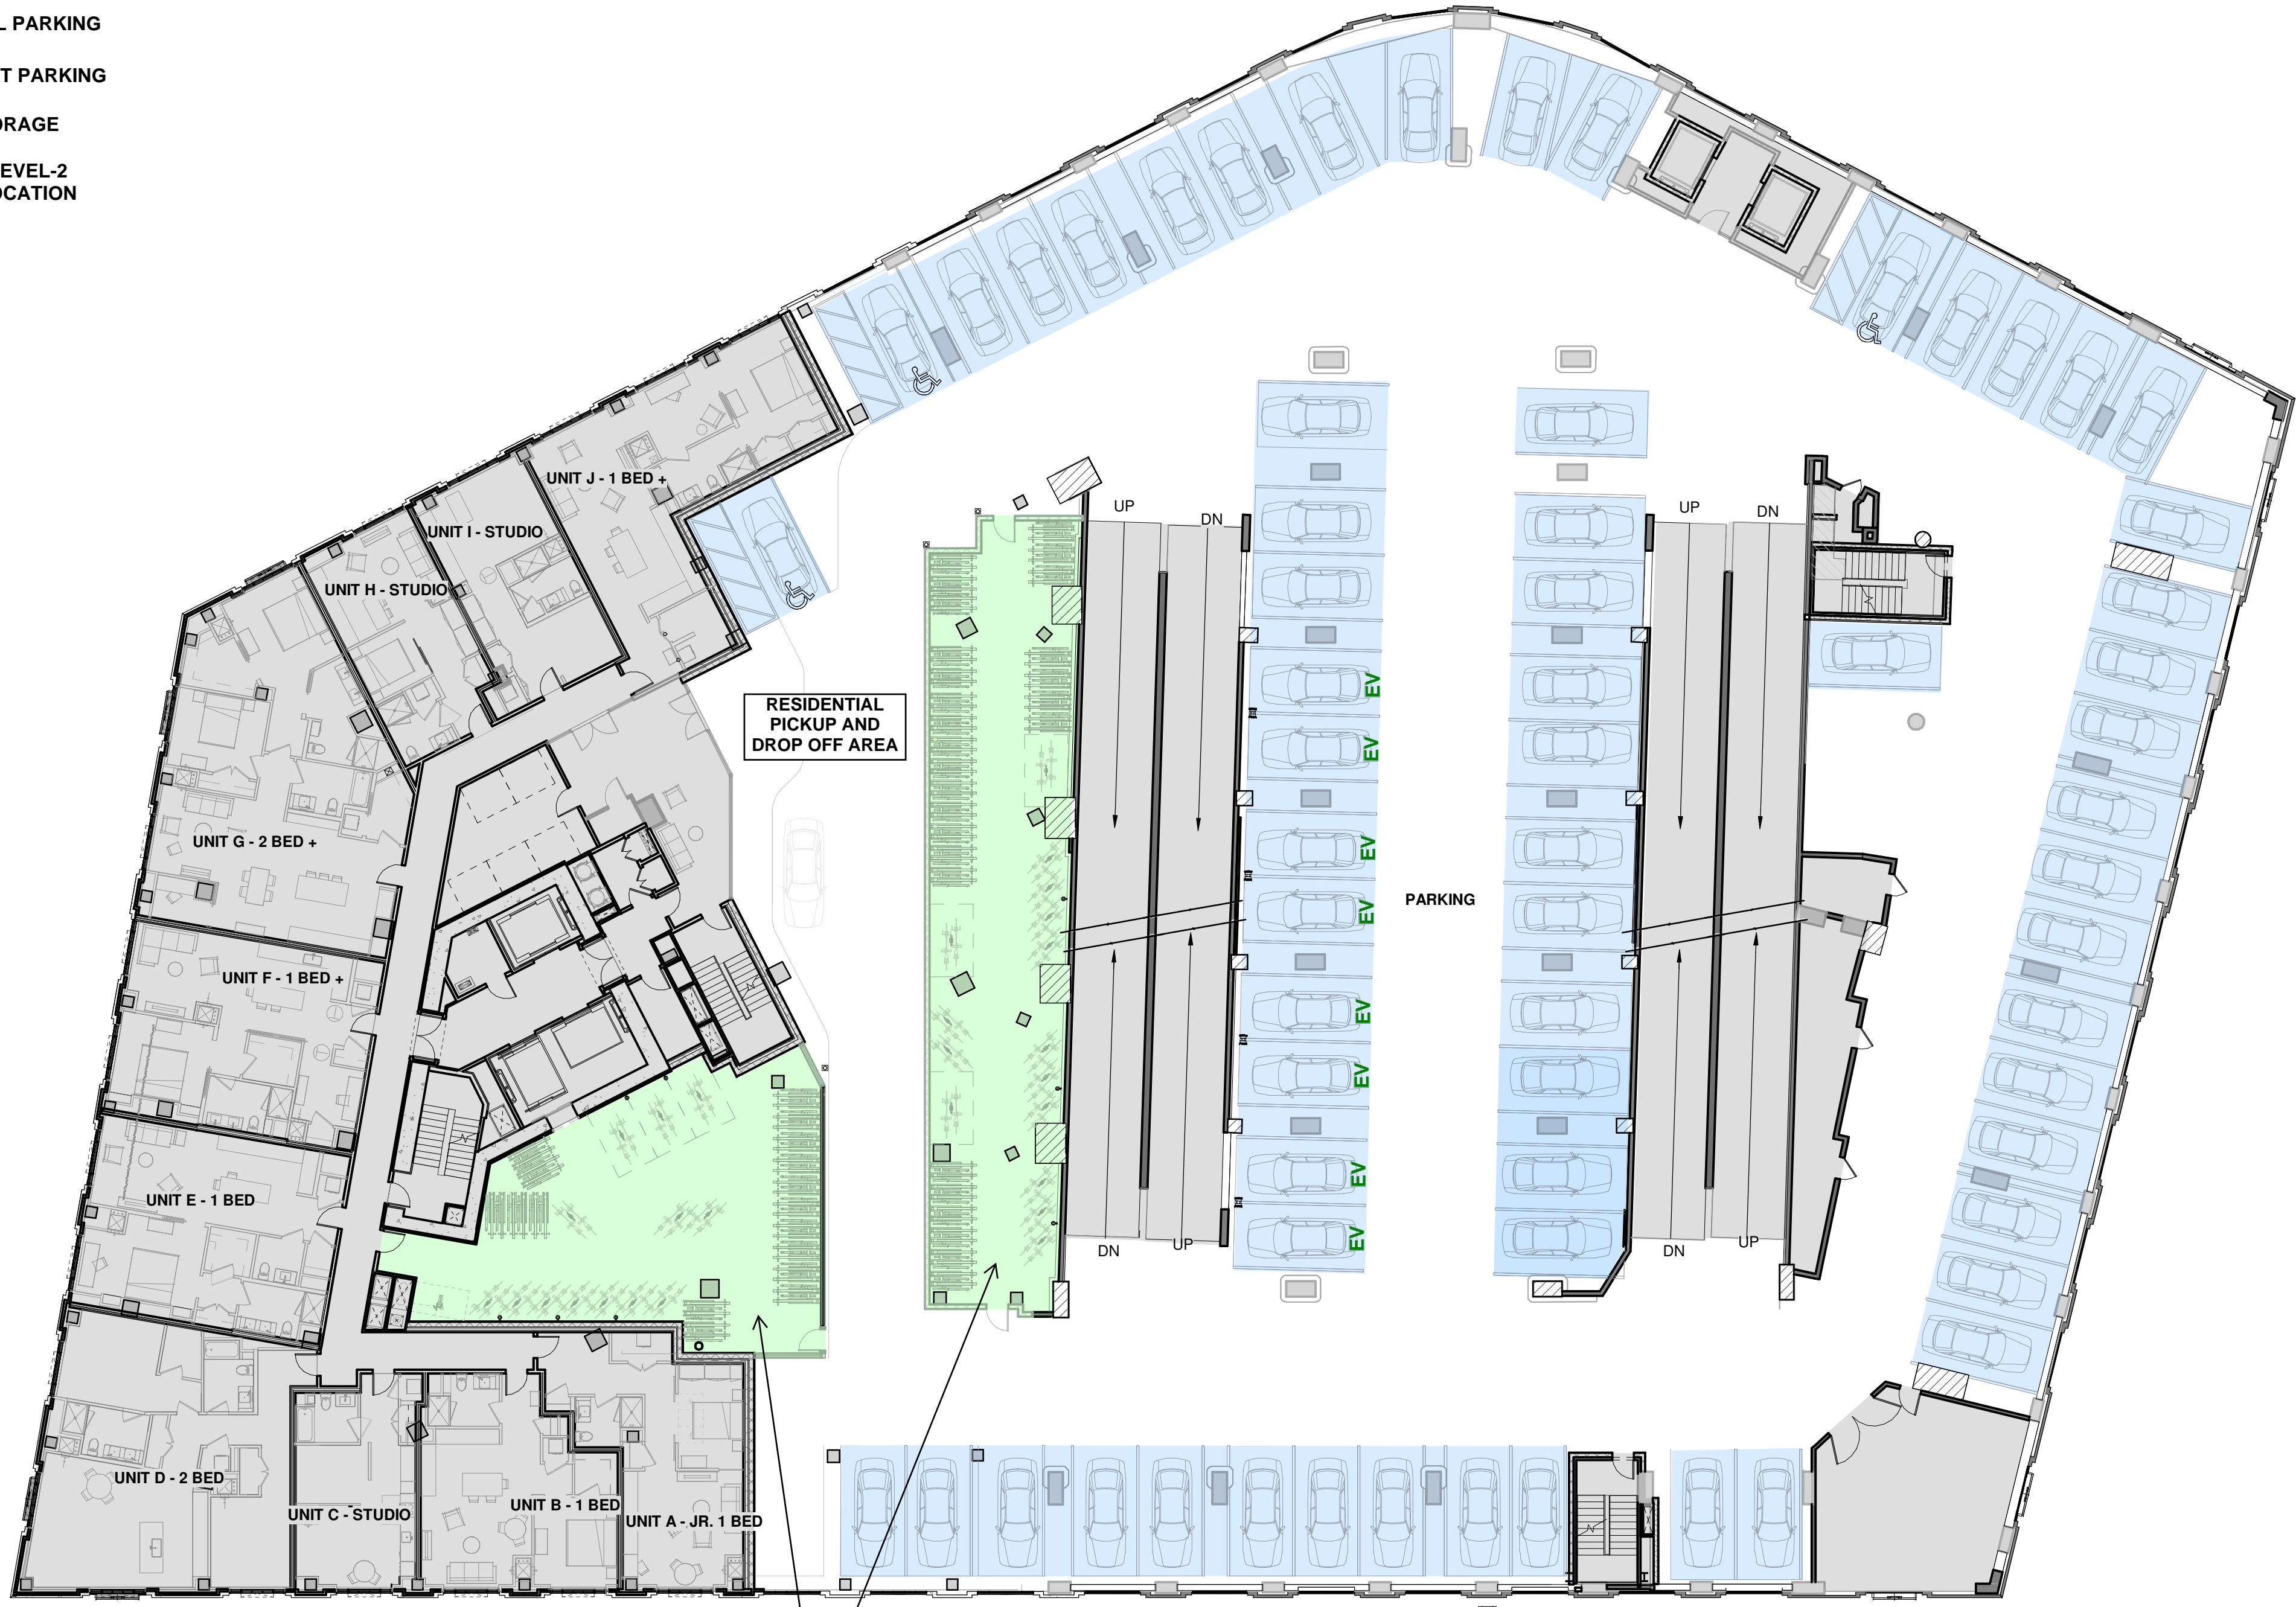 L PARKING
T PARKING
ORAGE
EVEL-2
OCATION
UNIT J - 1 BED +
UNIT I - STUDIO
UNIT H - STUDIO
UP
DN
UP
DN
RESIDENTIAL
PICKUP AND
DROP OFF AREA
EV
EV
EV
EV
EV
EV
EV
EV
PARKING
UNIT G - 2 BED +
UNIT F - 1 BED +
UNIT E - 1 BED
DN
UP
DN
UP
UNIT D - 2 BED
UNIT C - STUDIO
UNIT B - 1 BED
UNIT A - JR. 1 BED